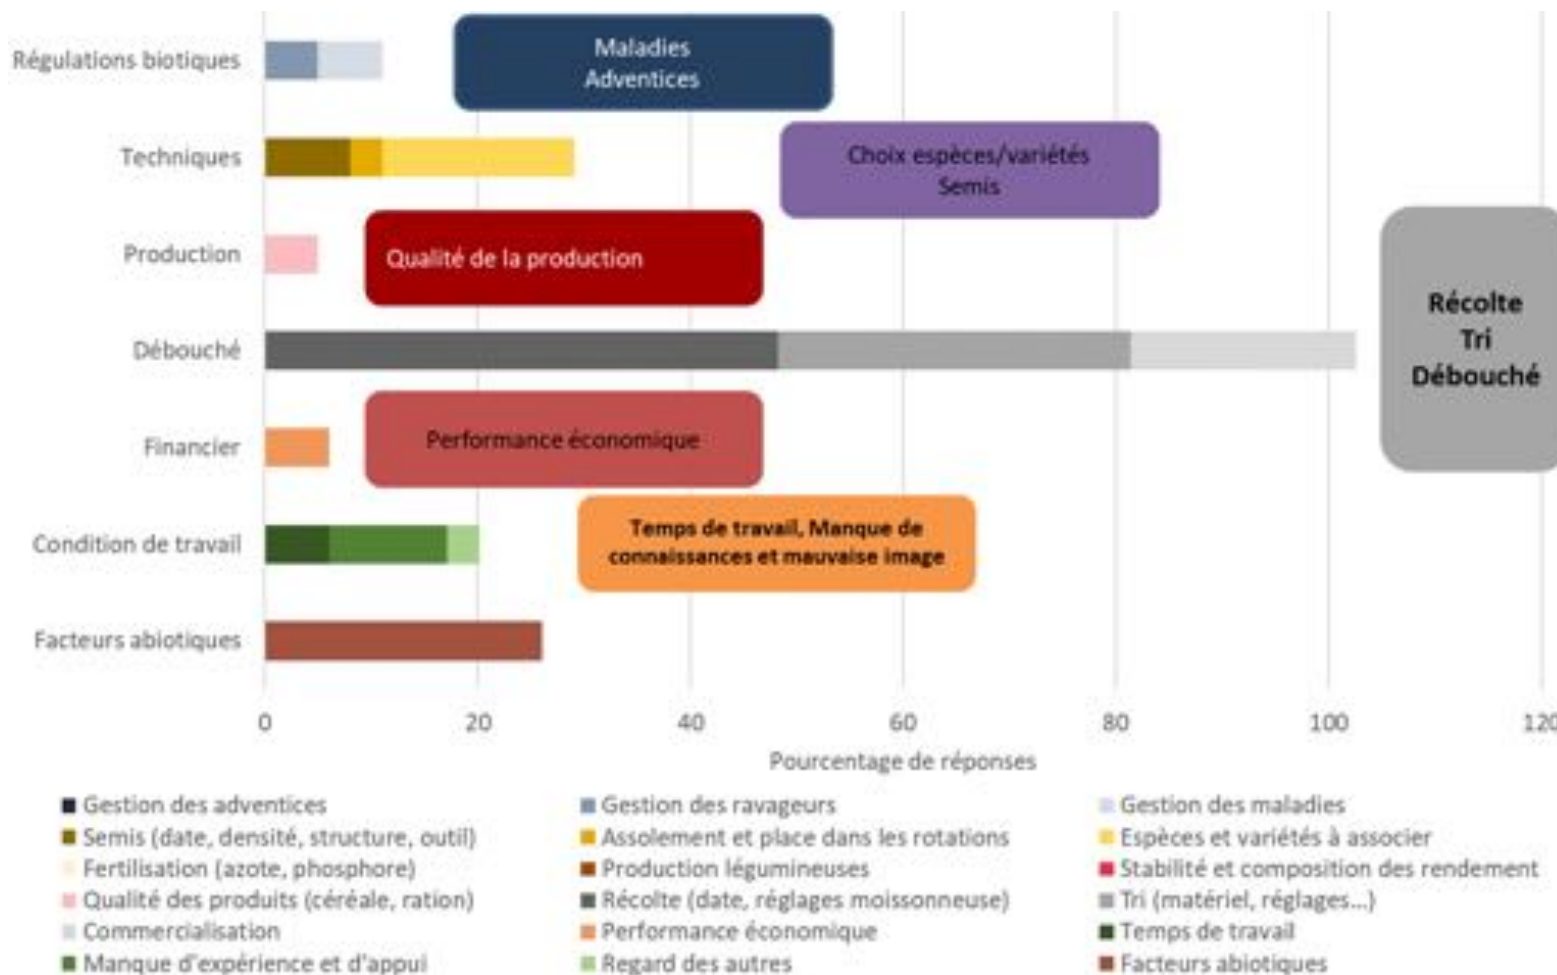 Régulations biotiques
Maladies
Adventices
Techniques
Choix espèces/variétés
Semis
Production
Qualité de la production
Débouché
Récolte
Tri
Débouché
Financier
Performance économique
Condition de travail
Temps de travail, Manque de
connaissances et mauvaise image
Facteurs abiotiques
0 20 40 60 80 100 120
Pourcentage de réponses
Gestion des adventices Gestion des ravageurs Gestion des maladies
Semis (date, densité, structure, outil) Assolement et place dans les rotations Espèces et variétés à associer
Fertilisation (azote, phosphore) Production légumineuses Stabilité et composition des rendement
Qualité des produits (céréale, ration) Récolte (date, réglages moissonneuse) Tri (matériel, réglages...)
Commercialisation Performance économique Temps de travail
Manque d'expérience et d'appui Regard des autres Facteurs abiotiques